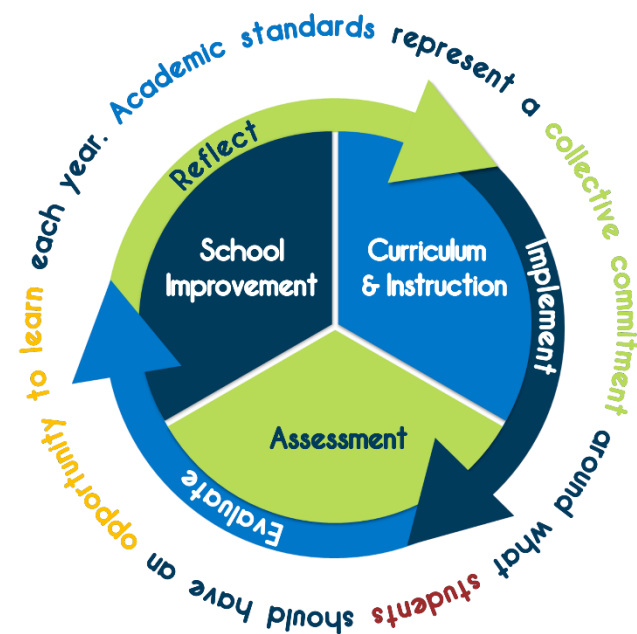 Academic standards represent a collective commitment around what students should have an opportunity to learn each year.
Reflect
Implement
Evaluate
School
Improvement
Curriculum
& Instruction
Assessment